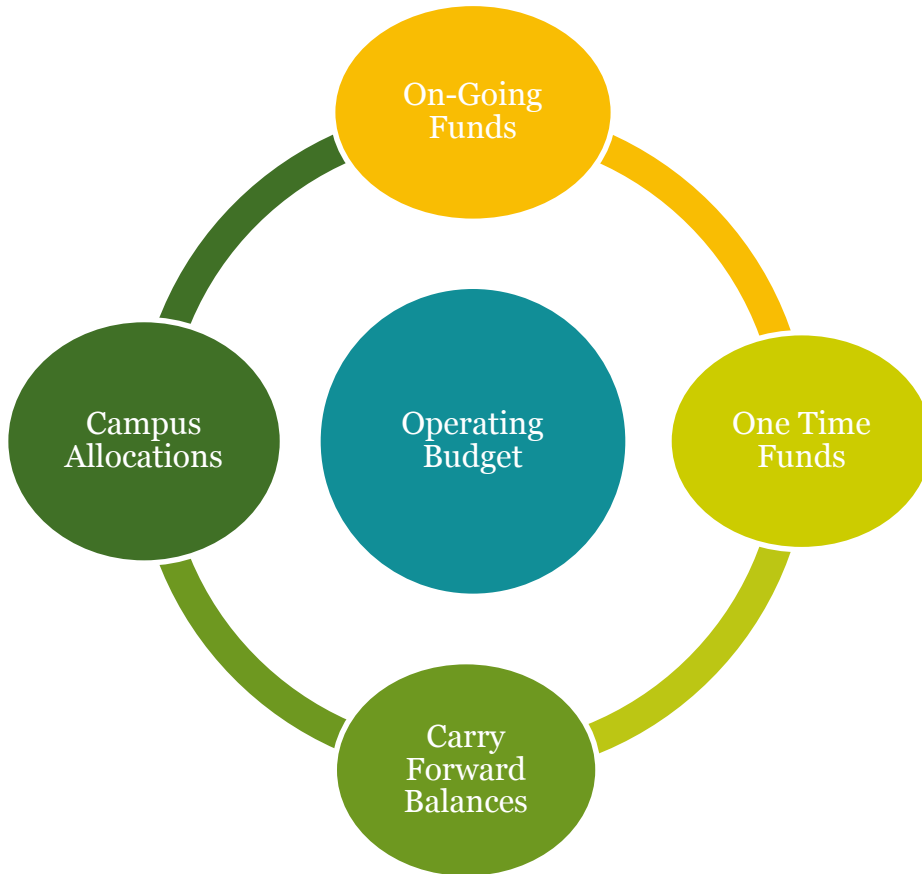 On-Going
Funds
Campus
Allocations
Operating
Budget
One Time
Funds
Carry
Forward
Balances